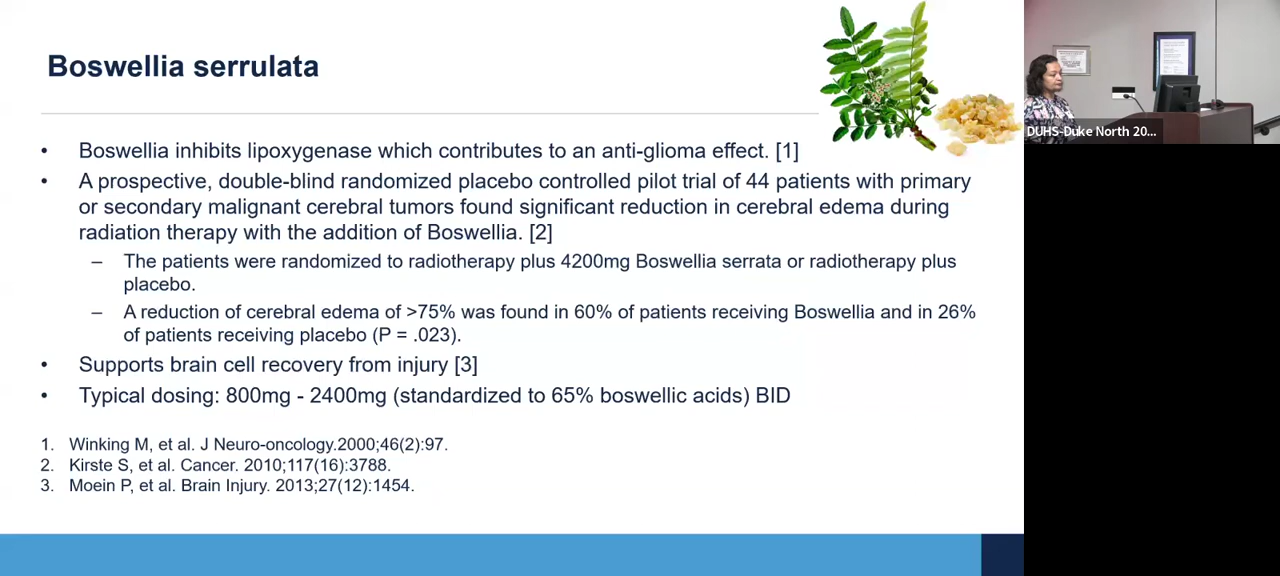 Boswellia serrulata
• Boswellia inhibits lipoxygenase which contributes to an anti-glioma effect. [1]
• A prospective, double-blind randomized placebo controlled pilot trial of 44 patients with primary
or secondary malignant cerebral tumors found significant reduction in cerebral edema during
radiation therapy with the addition of Boswellia. [2]
– The patients were randomized to radiotherapy plus 4200mg Boswellia serrata or radiotherapy plus
placebo.
– A reduction of cerebral edema of >75% was found in 60% of patients receiving Boswellia and in 26%
of patients receiving placebo (P = .023).
• Supports brain cell recovery from injury [3]
• Typical dosing: 800mg - 2400mg (standardized to 65% boswellic acids) BID
1. Winking M, et al. J Neuro-oncology.2000;46(2):97.
2. Kirste S, et al. Cancer. 2010;117(16):3788.
3. Moein P, et al. Brain Injury. 2013;27(12):1454.
DUHS-Duke North 20...